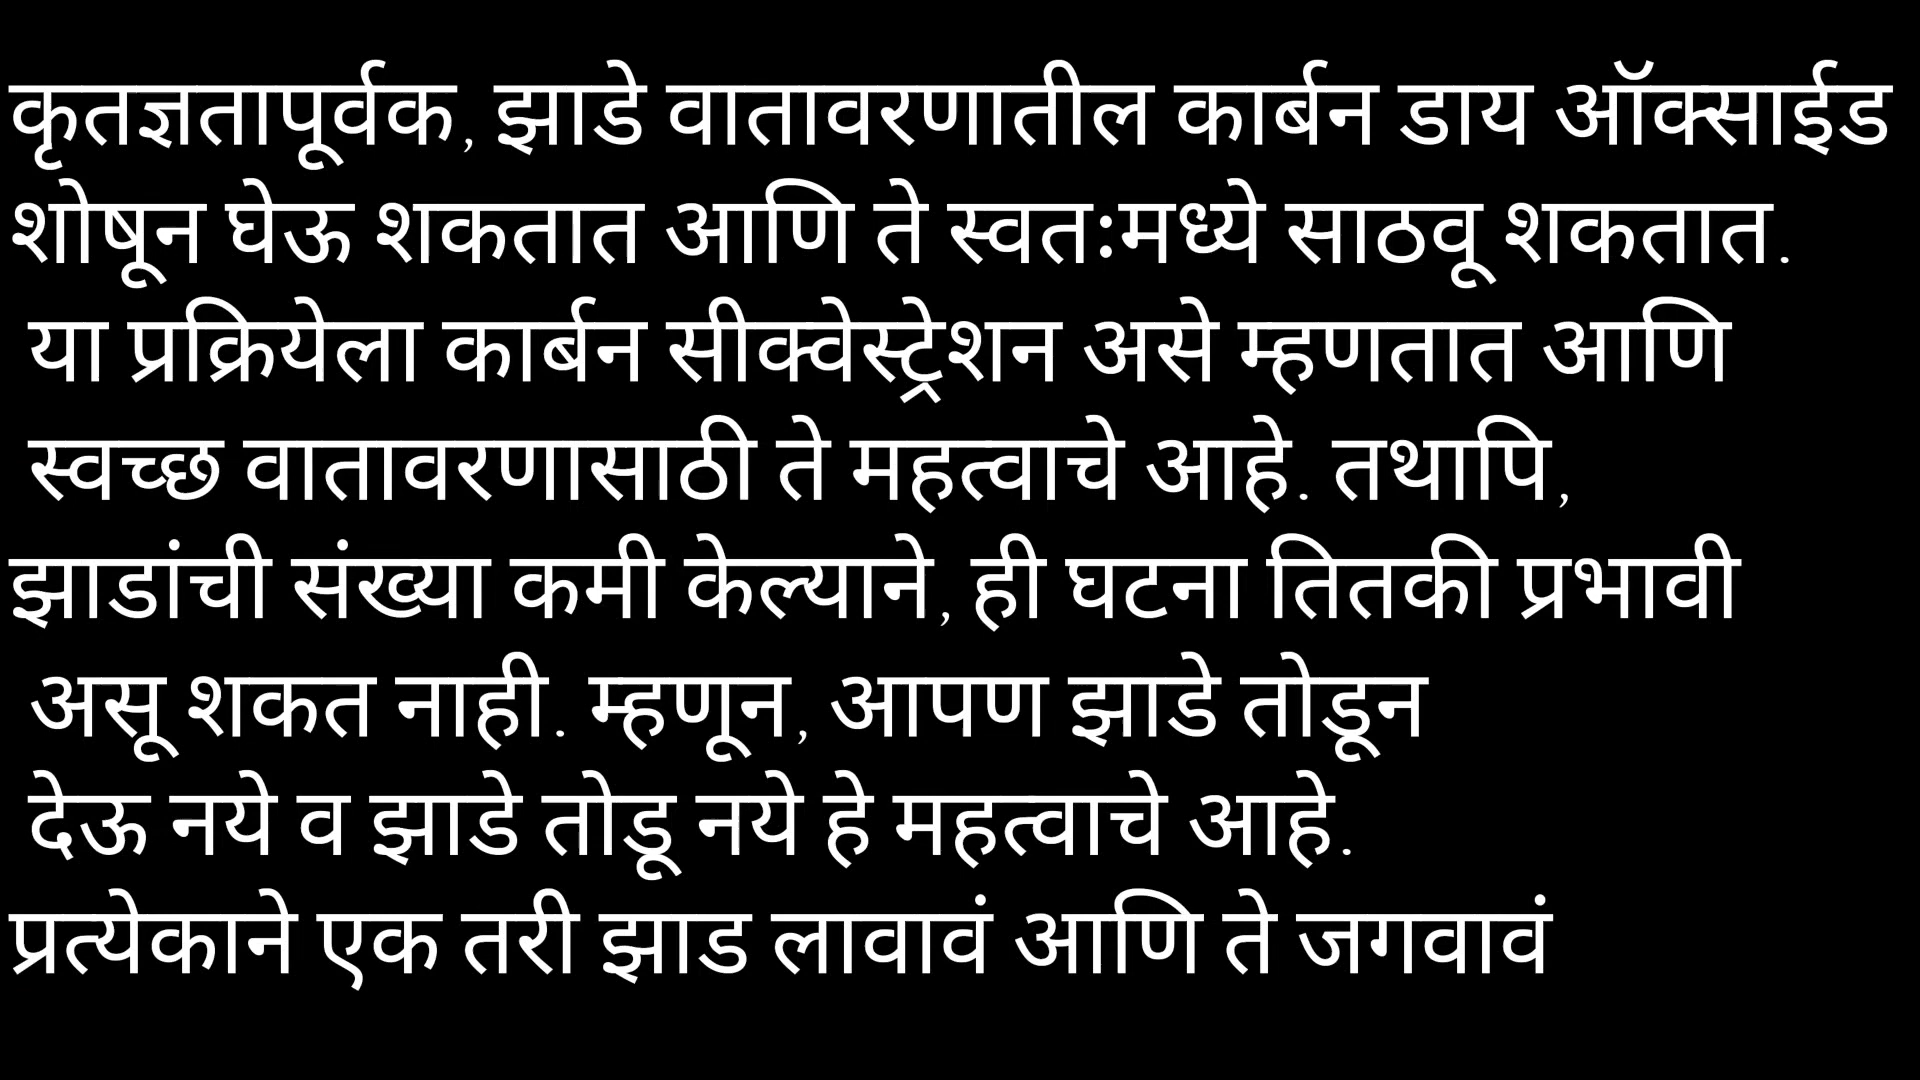 कृतज्ञतापूर्वक, झाडे वातावरणातील कार्बन डाय ऑक्साईड
शोषून घेऊ शकतात आणि ते स्वतःमध्ये साठवू शकतात.
या प्रक्रियेला कार्बन सीक्वेस्ट्रेशन असे म्हणतात आणि
स्वच्छ वातावरणासाठी ते महत्वाचे आहे. तथापि,
झाडांची संख्या कमी केल्याने, ही घटना तितकी प्रभावी
असू शकत नाही. म्हणून, आपण झाडे तोडून
देऊ नये व झाडे तोडू नये हे महत्वाचे आहे.
प्रत्येकाने एक तरी झाड लावावं आणि ते जगवावं